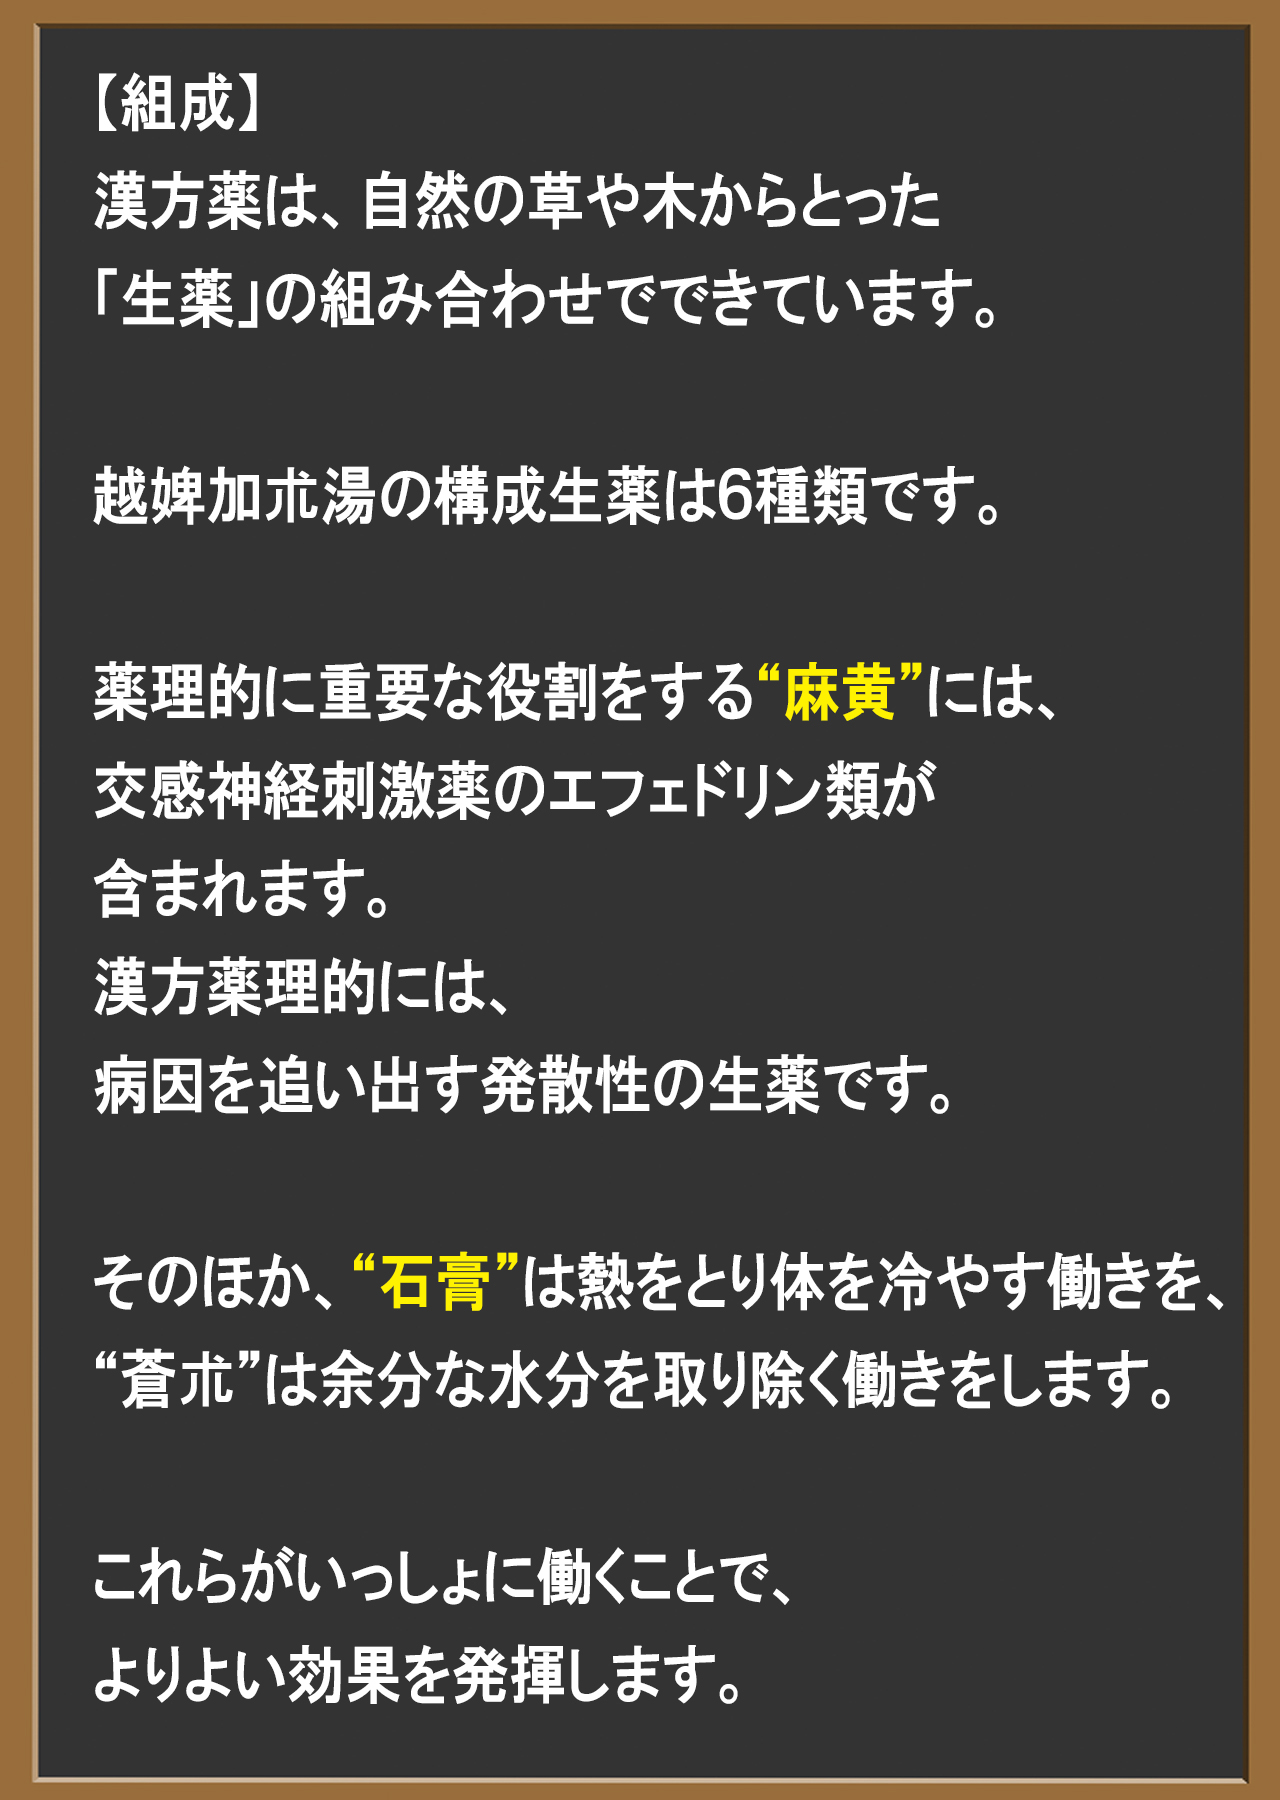 【組成】
漢方薬は、自然の草や木からとった
「生薬」の組み合わせでできています。
越婢加朮湯の構成生薬は6種類です。
薬理的に重要な役割をする“麻黄”には、
交感神経刺激薬のエフェドリン類が
含まれます。
漢方薬理的には、
病因を追い出す発散性の生薬です。
そのほか、“石膏”は熱をとり体を冷やす働きを、
“蒼朮”は余分な水分を取り除く働きをします。
これらがいっしょに働くことで、
よりよい効果を発揮します。